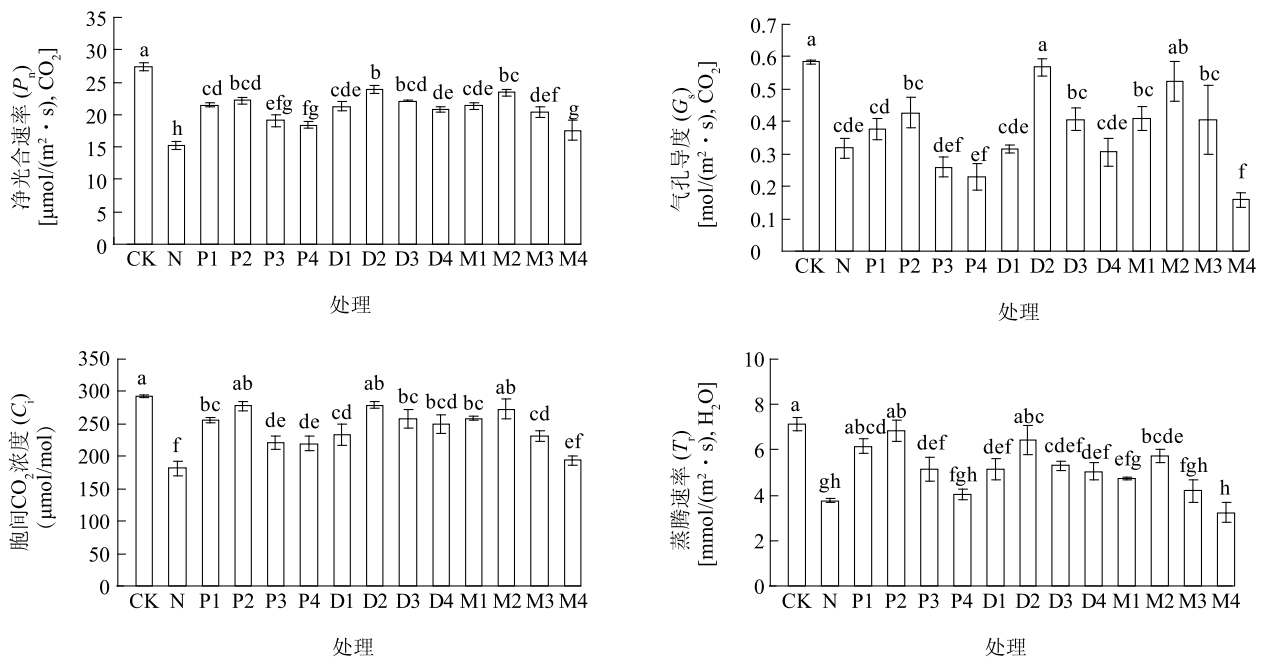 净光合速率 (Pn)
[μmol/(m²·s), CO₂]
35
30
25
20
15
10
5
0
a h cd bcd efg fg cde b bcd de cde bc def g
CK N P1 P2 P3 P4 D1 D2 D3 D4 M1 M2 M3 M4
处理
气孔导度 (Gs)
[mol/(m²·s), CO₂]
0.7
0.6
0.5
0.4
0.3
0.2
0.1
0
a cde cd bc def ef cde a bc cde bc ab bc f
CK N P1 P2 P3 P4 D1 D2 D3 D4 M1 M2 M3 M4
处理
胞间CO₂浓度 (Ci)
(μmol/mol)
350
300
250
200
150
100
50
0
a f bc ab de de cd ab bc bcd bc ab cd ef
CK N P1 P2 P3 P4 D1 D2 D3 D4 M1 M2 M3 M4
处理
蒸腾速率 (Tr)
[mmol/(m²·s), H₂O]
10
8
6
4
2
0
a gh abcd ab def fgh def abc cdef def efg bcde fgh h
CK N P1 P2 P3 P4 D1 D2 D3 D4 M1 M2 M3 M4
处理